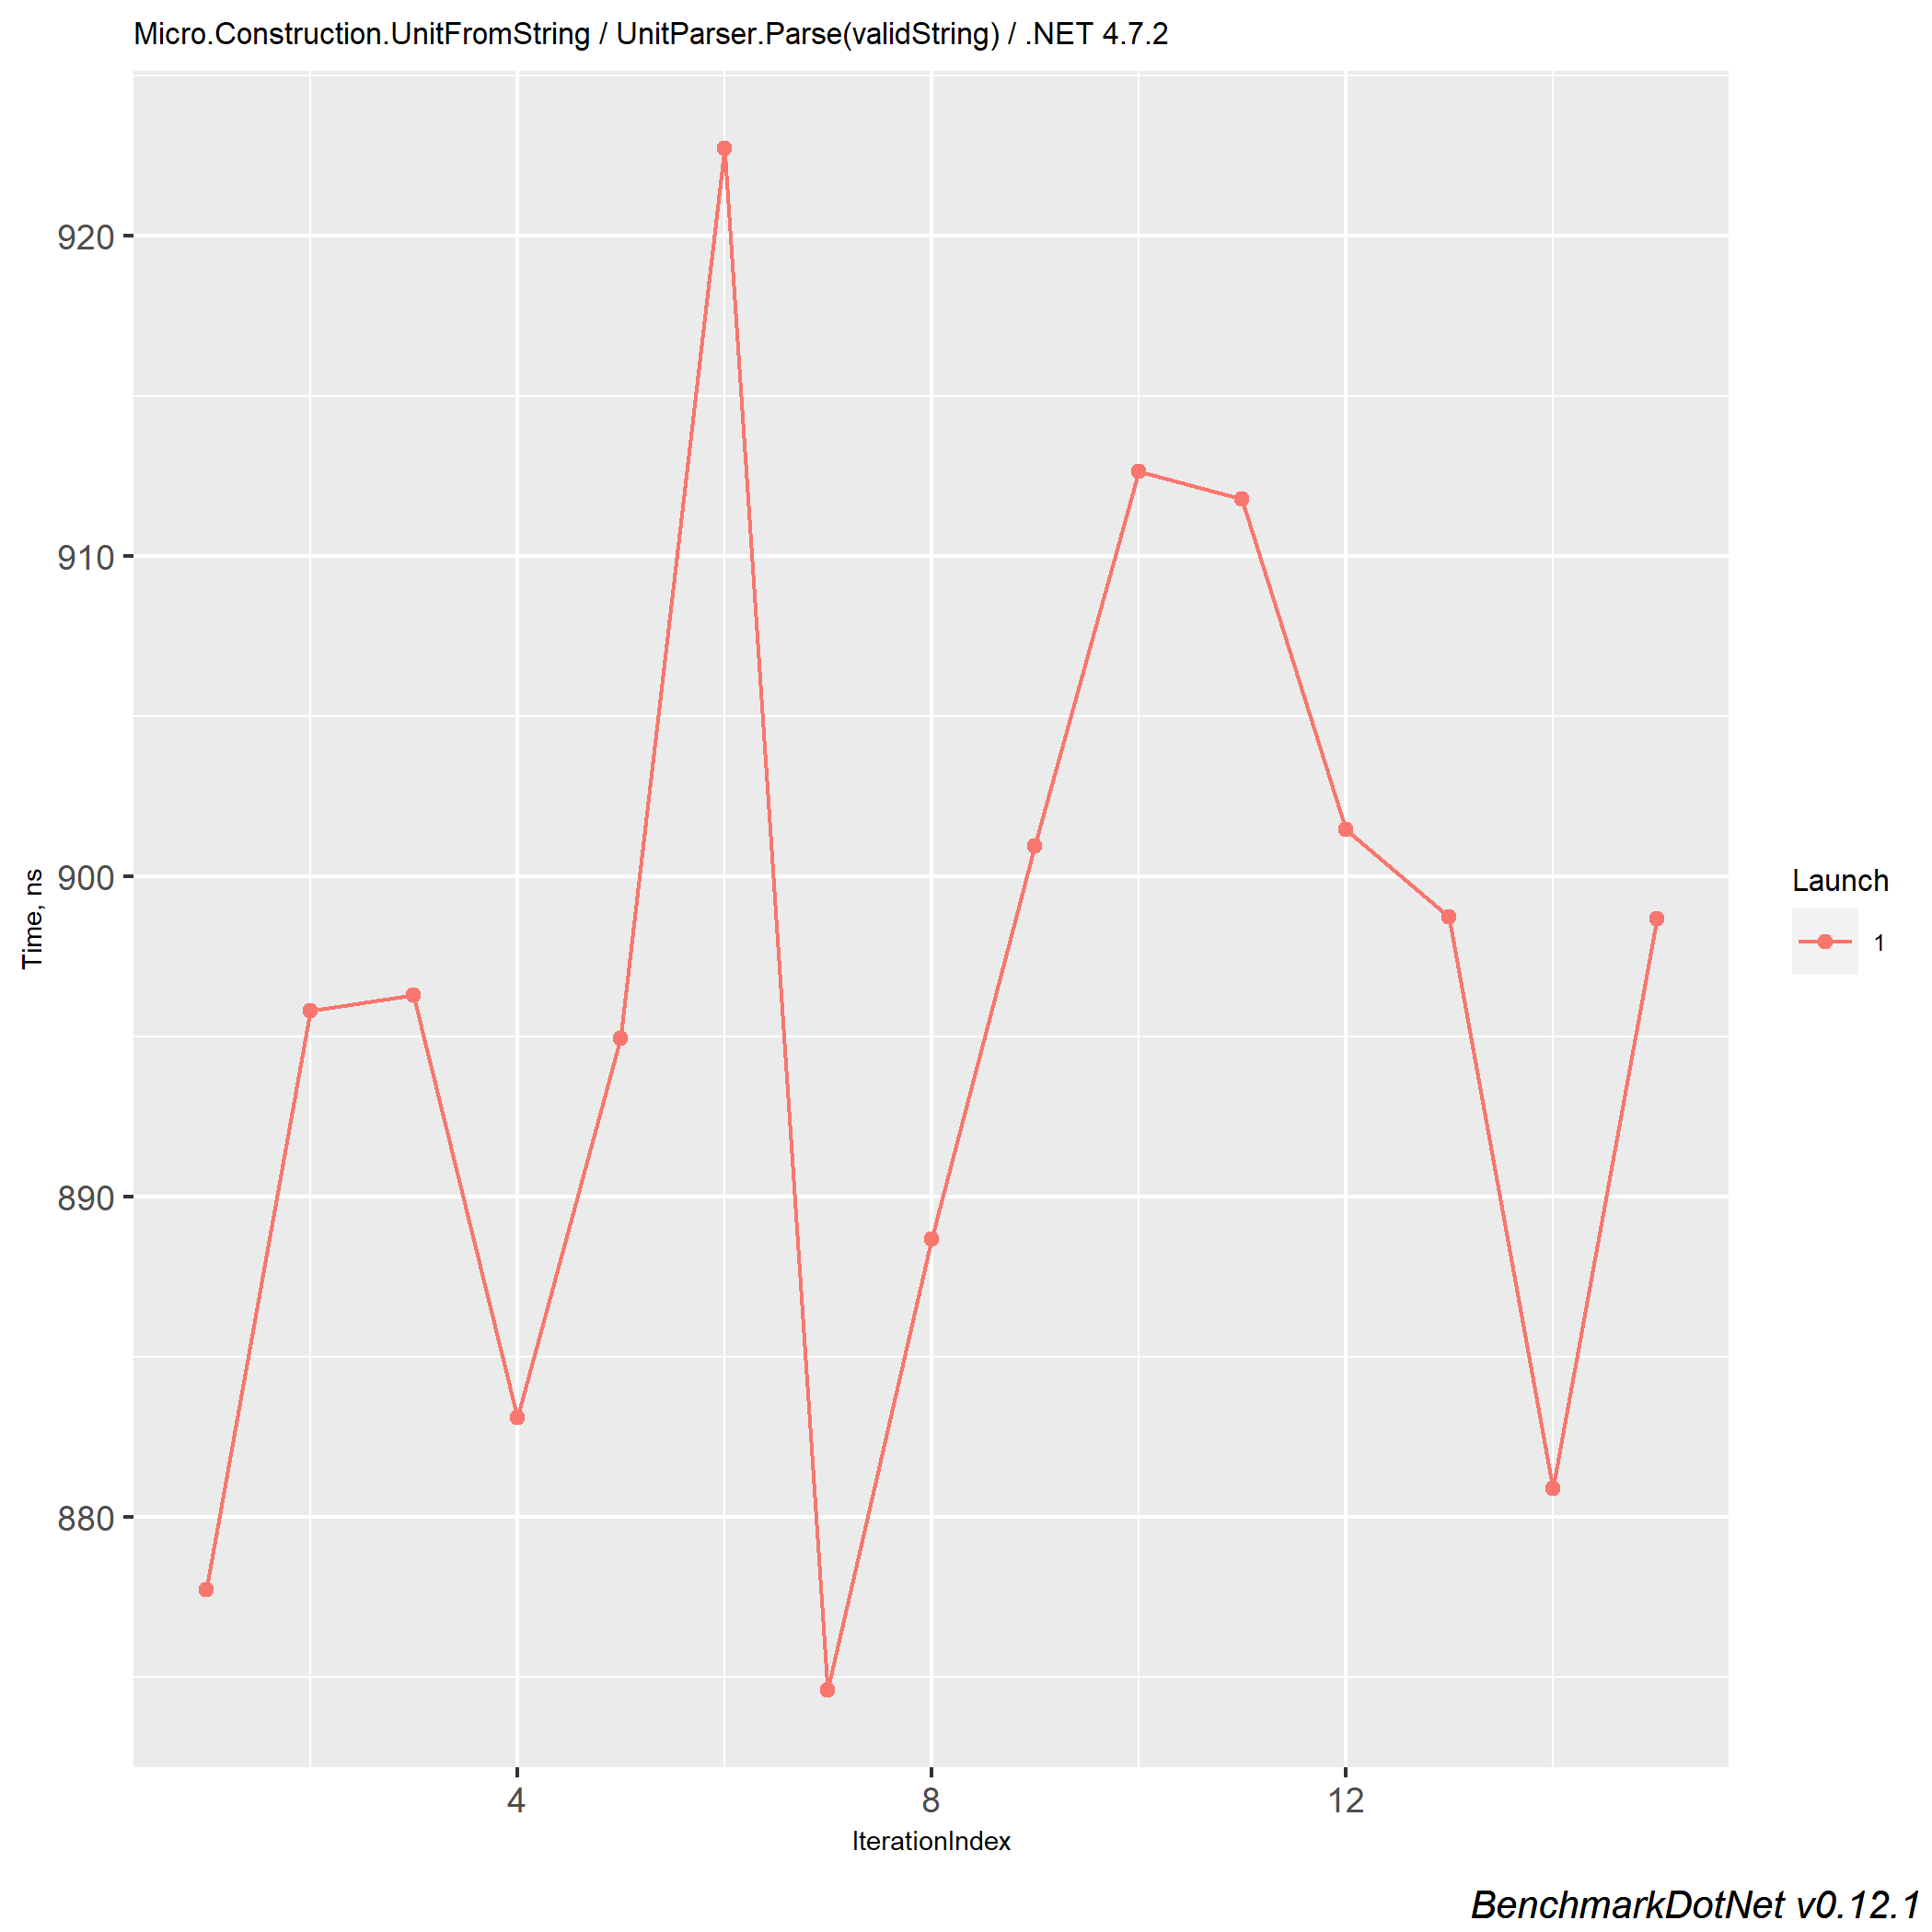 Micro.Construction.UnitFromString / UnitParser.Parse(validString) / .NET 4.7.2
920
910
900
890
880
Time, ns
4
8
12
IterationIndex
Launch
1
BenchmarkDotNet v0.12.1